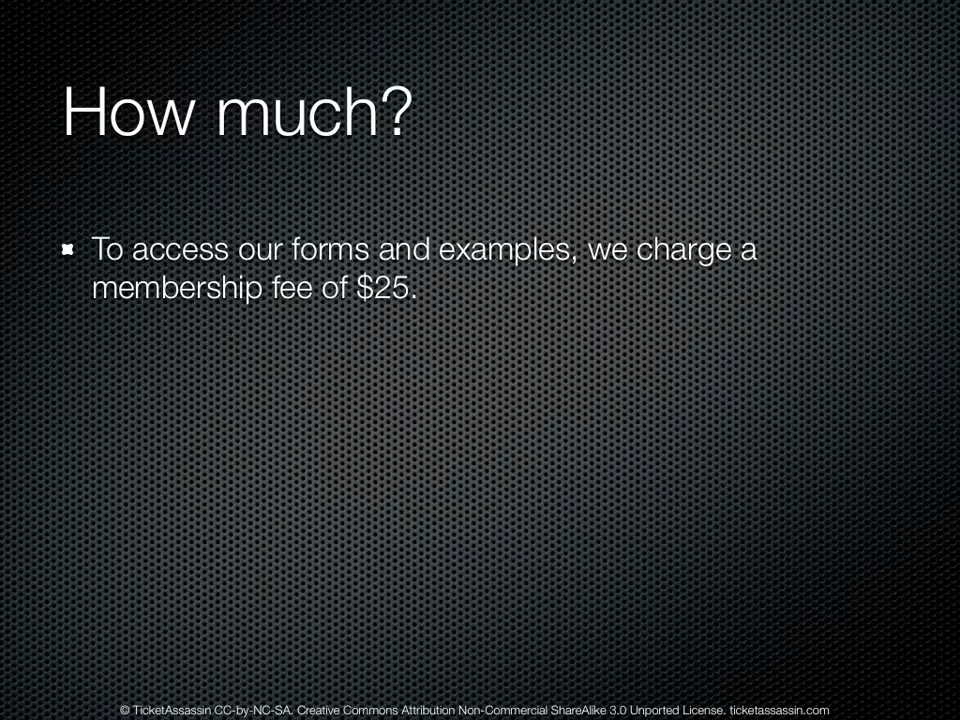 How much?
To access our forms and examples, we charge a
membership fee of $25.
© TicketAssassin CC-by-NC-SA. Creative Commons Attribution Non-Commercial ShareAlike 3.0 Unported License. ticketassassin.com